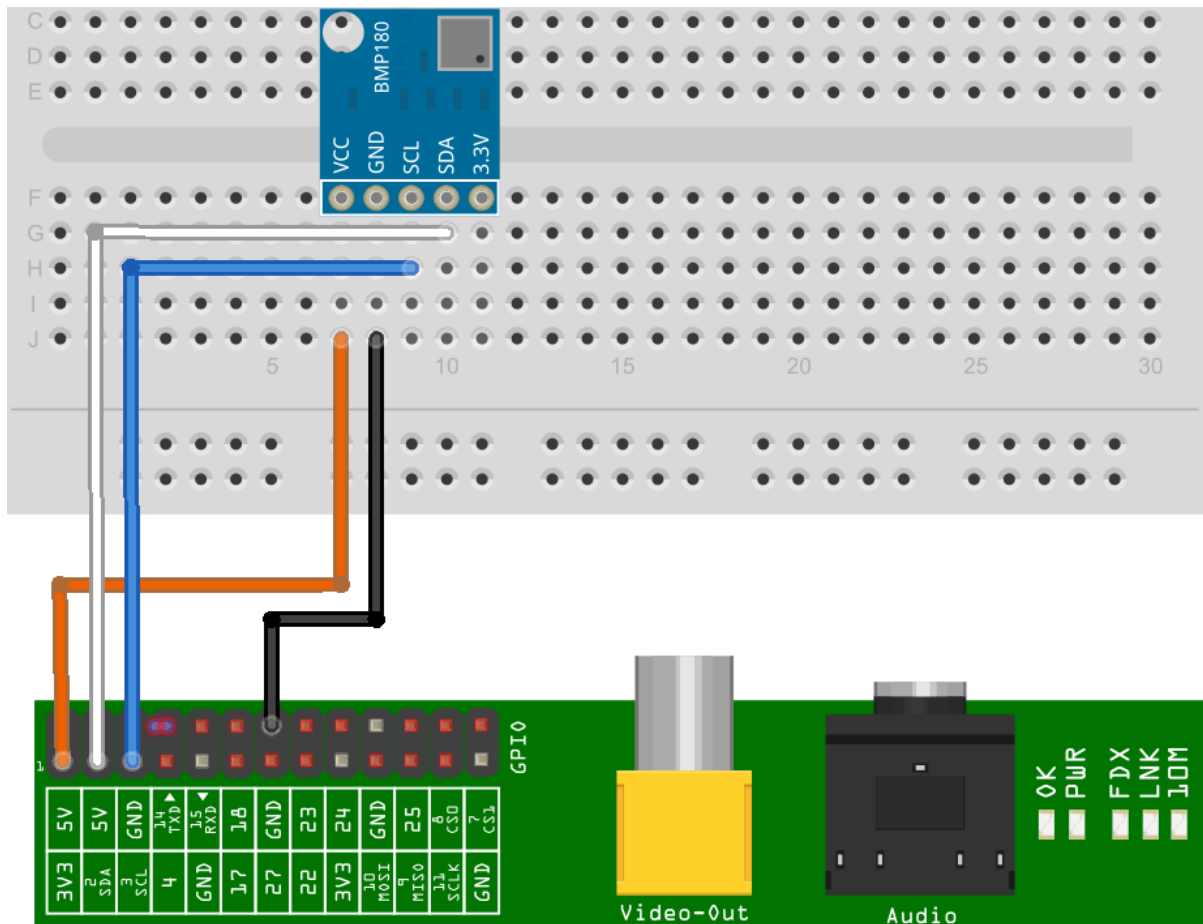 C
D
E
BMP180
VCC
GND
SCL
SDA
3.3V
F
G
H
I
J
5
10
15
20
25
30
1
GPIO
5V
5V
GND
14 TXD
15 RXD
18
GND
23
24
GND
25
8 CS0
7 CS1
3V3
2 SDA
3 SCL
4
GND
17
27
22
3V3
10 MOSI
9 MISO
11 SCLK
GND
Video-Out
Audio
OK
PWR
FDX
LNK
10M